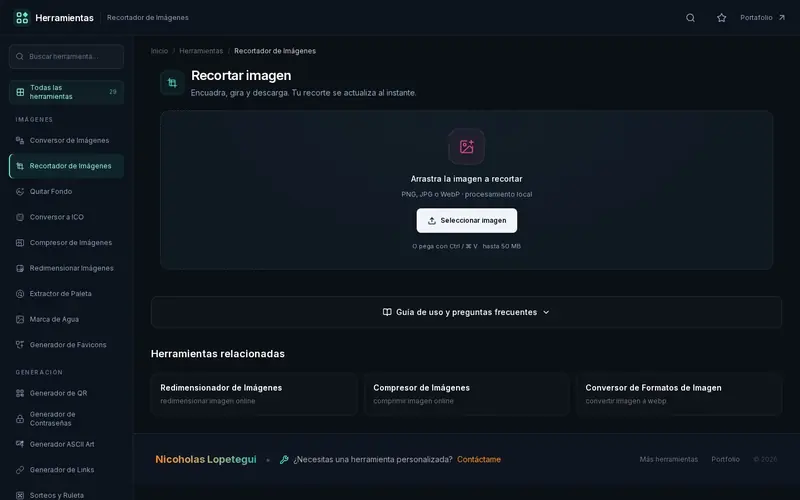 Herramientas
Recortador de Imágenes
Portafolio
Buscar herramienta...
Todas las
herramientas
29
IMÁGENES
Conversor de Imágenes
Recortador de Imágenes
Quitar Fondo
Conversor a ICO
Compresor de Imágenes
Redimensionar Imágenes
Extractor de Paleta
Marca de Agua
Generador de Favicons
GENERACIÓN
Generador de QR
Generador de
Contraseñas
Generador ASCII Art
Generador de Links
Sorteos y Ruleta
Inicio / Herramientas / Recortador de Imágenes
Recortar imagen
Encuadra, gira y descarga. Tu recorte se actualiza al instante.
Arrastra la imagen a recortar
PNG, JPG o WebP · procesamiento local
Seleccionar imagen
O pega con Ctrl / ⌘ V · hasta 50 MB
Guía de uso y preguntas frecuentes
Herramientas relacionadas
Redimensionador de Imágenes
redimensionar imagen online
Compresor de Imágenes
comprimir imagen online
Conversor de Formatos de Imagen
convertir imagen a webp
Nicoholas Lopetegui
¿Necesitas una herramienta personalizada? Contáctame
Más herramientas
Portfolio
© 2026